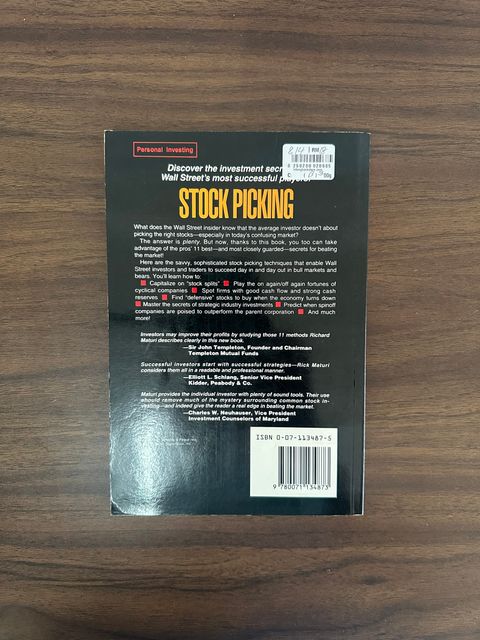 Personal Investing
Discover the investment
Wall Street's most successful players.
STOCK PICKING
What does the Wall Street insider know that the average investor doesn't about
picking the right stocks—especially in today's confusing market?
The answer is plenty. But now, thanks to this book, you too can take
advantage of the pros' 11 best—and most closely guarded—secrets for beating
the market!
Here are the savvy, sophisticated stock picking techniques that enable Wall
Street investors and traders to succeed day in and day out in bull markets and
bears. You'll learn how to:
■ Capitalize on "stock splits" ■ Play the on again/off again fortunes of
cyclical companies ■ Spot firms with good cash flow and strong cash
reserves ■ Find "defensive" stocks to buy when the economy turns down
■ Master the secrets of strategic industry investments ■ Predict when spinoff
companies are poised to outperform the parent corporation ■ And much
more!
Investors may improve their profits by studying those 11 methods Richard
Maturi describes clearly in this new book.
—Sir John Templeton, Founder and Chairman
Templeton Mutual Funds
Successful investors start with successful strategies—Rick Maturi
considers them all in a readable and professional manner.
—Elliott L. Schlang, Senior Vice President
Kidder, Peabody & Co.
Maturi provides the individual investor with plenty of sound tools. Their use
should remove much of the mystery surrounding common stock in-
vesting—and indeed give the reader a real edge in beating the market.
—Charles W. Neuhauser, Vice President
Investment Counselors of Maryland
ISBN 0-07-113487-5
9 780071 134873